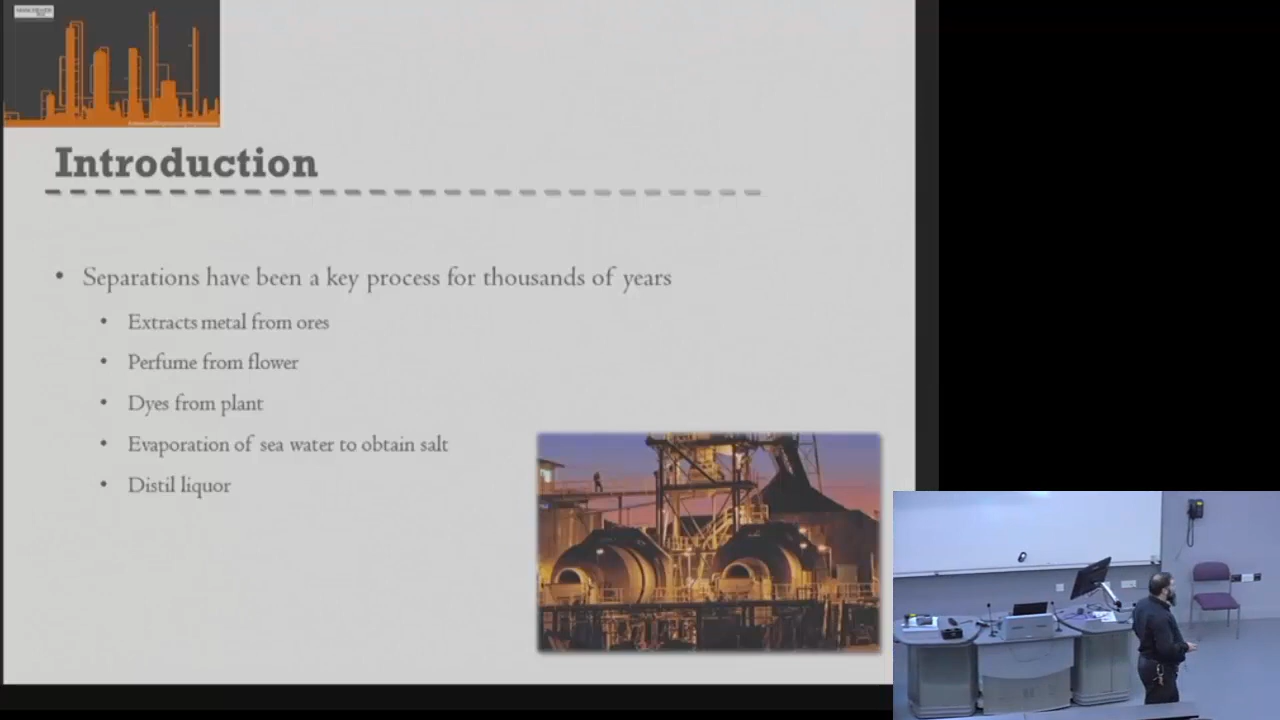 MANCHESTER
Introduction
• Separations have been a key process for thousands of years
• Extracts metal from ores
• Perfume from flower
• Dyes from plant
• Evaporation of sea water to obtain salt
• Distil liquor